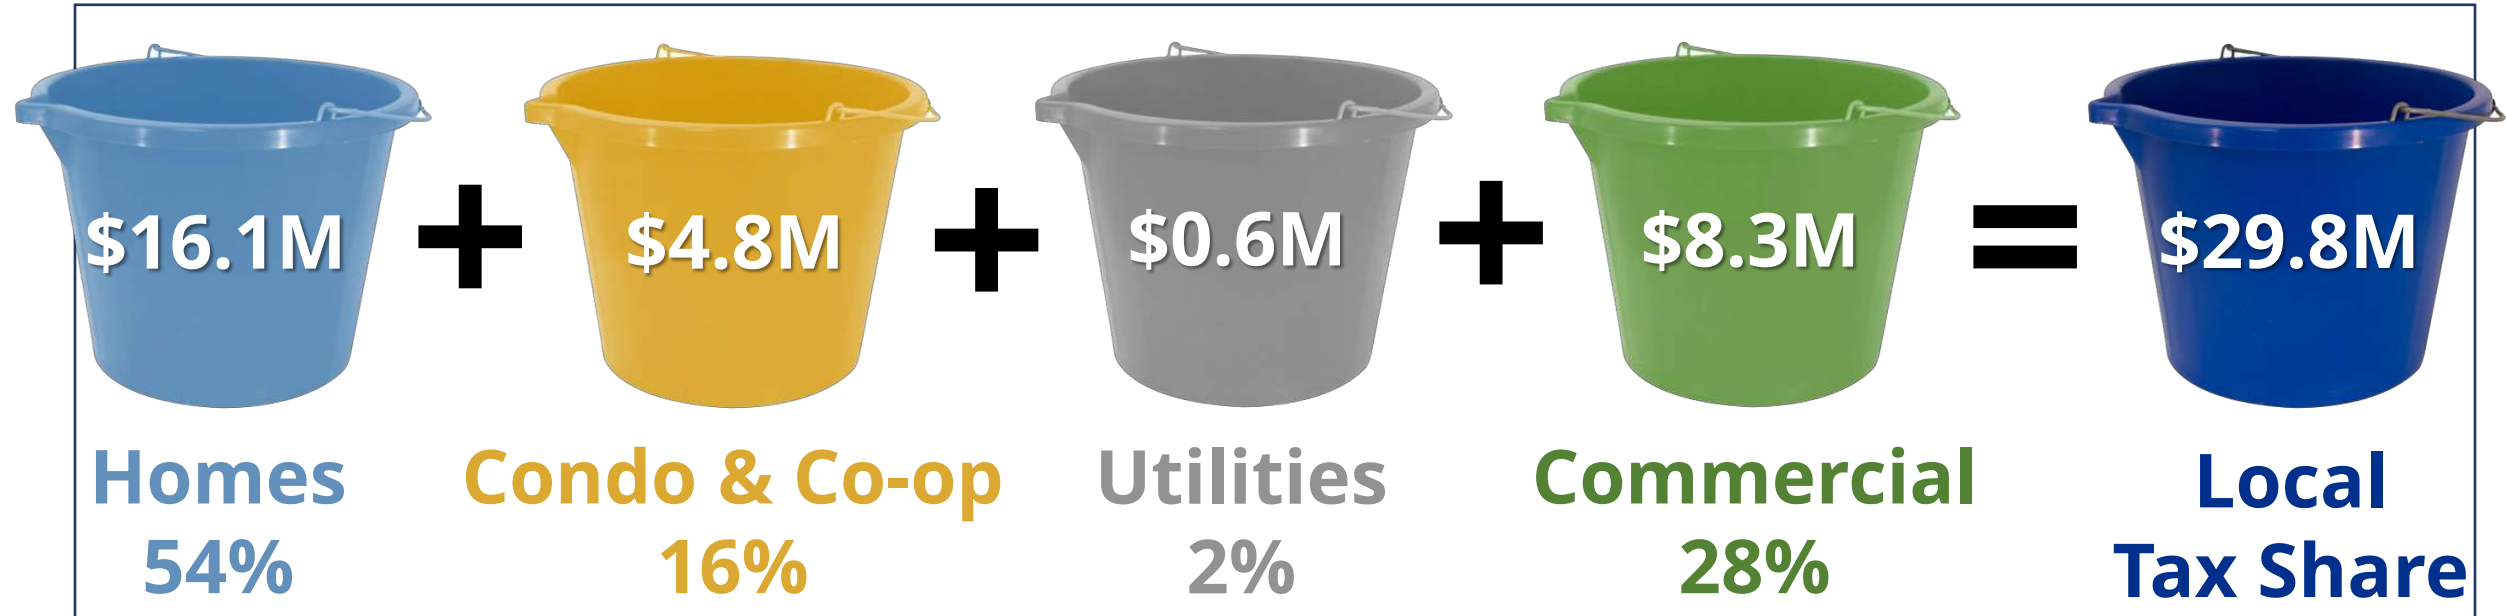 $16.1M + $4.8M + $0.6M + $8.3M = $29.8M
Homes Condo & Co-op Utilities Commercial Local
54% 16% 2% 28% Tax Share